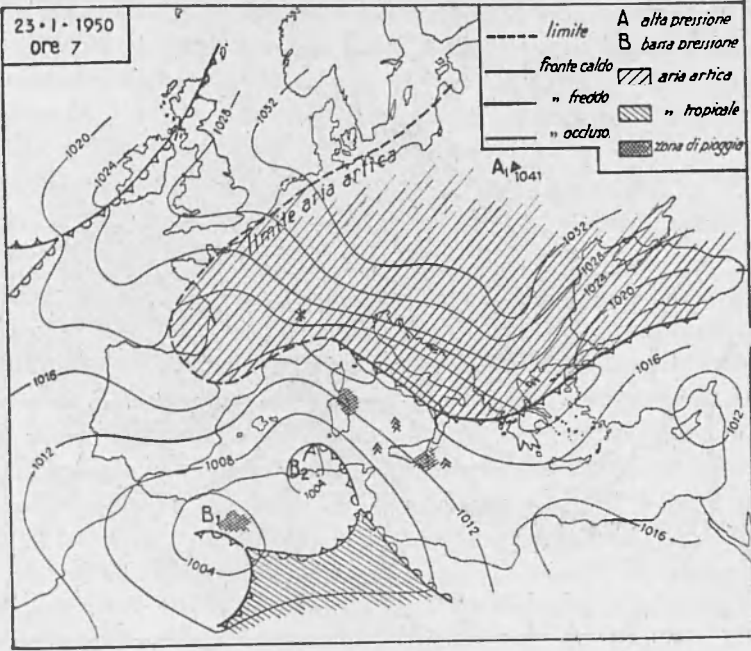 23·1·1950
ore 7
limite
fronte caldo
" freddo
" occluso.
A alta pressione
B bassa pressione
aria artica
" tropicale
zona di pioggia
1020
1024
1028
1032
limite aria artica
A₁ 1041
1032
1028
1024
1020
1016
1016
1012
1012
1008
B₂
1004
B₁
1004
1012
1016